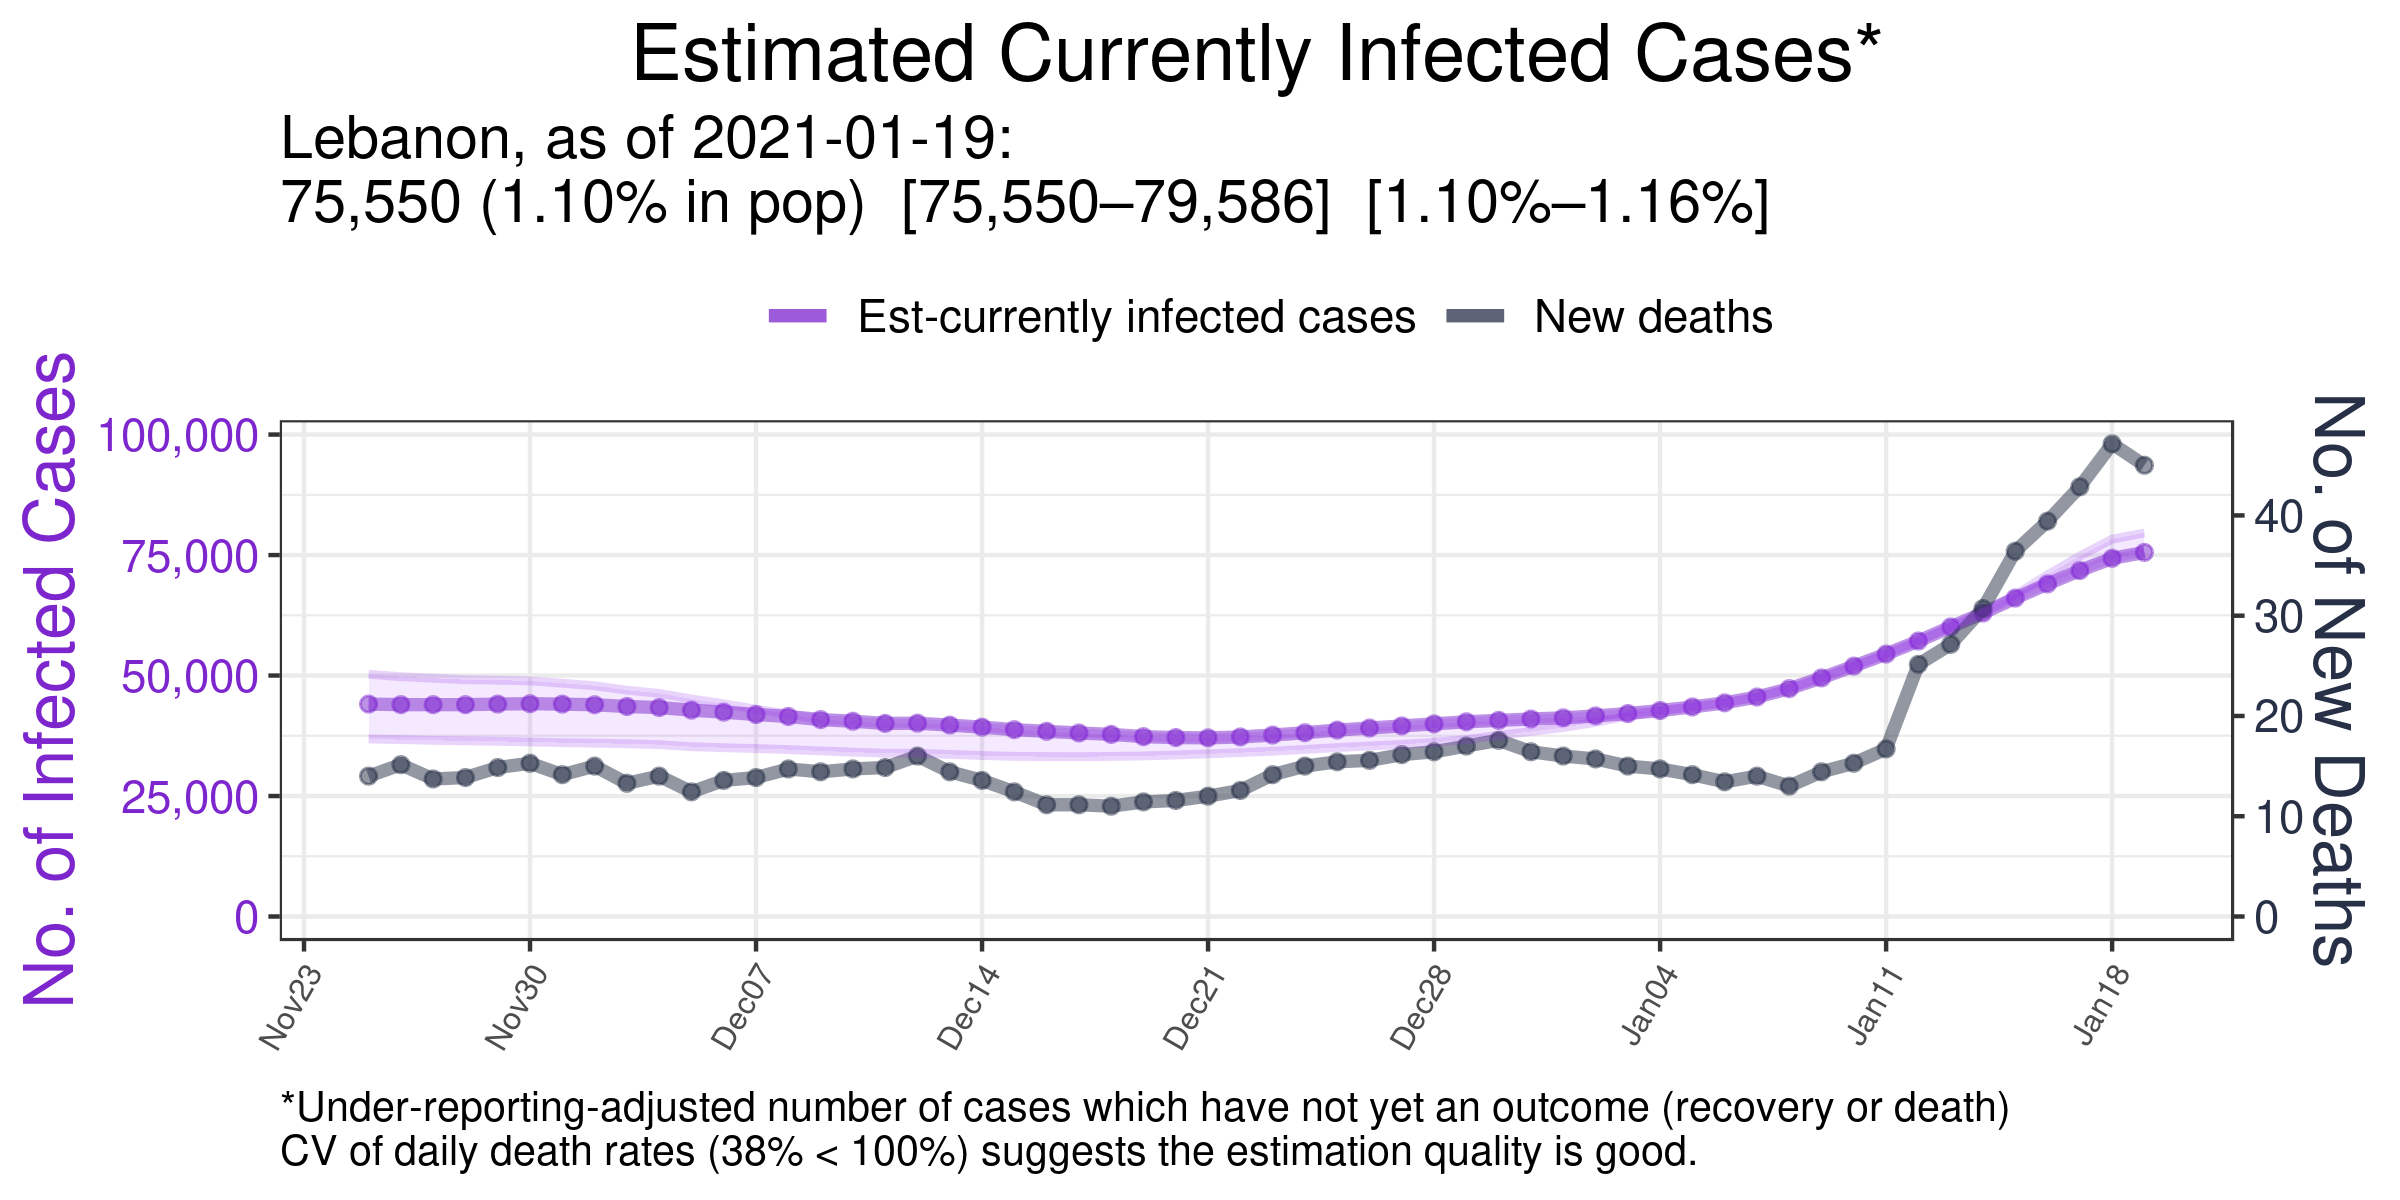 Estimated Currently Infected Cases*
Lebanon, as of 2021-01-19:
75,550 (1.10% in pop)  [75,550–79,586]  [1.10%–1.16%]
Est-currently infected cases
New deaths
No. of Infected Cases
100,000
75,000
50,000
25,000
0
No. of New Deaths
40
30
20
10
0
Nov23
Nov30
Dec07
Dec14
Dec21
Dec28
Jan04
Jan11
Jan18
*Under-reporting-adjusted number of cases which have not yet an outcome (recovery or death)
CV of daily death rates (38% < 100%) suggests the estimation quality is good.